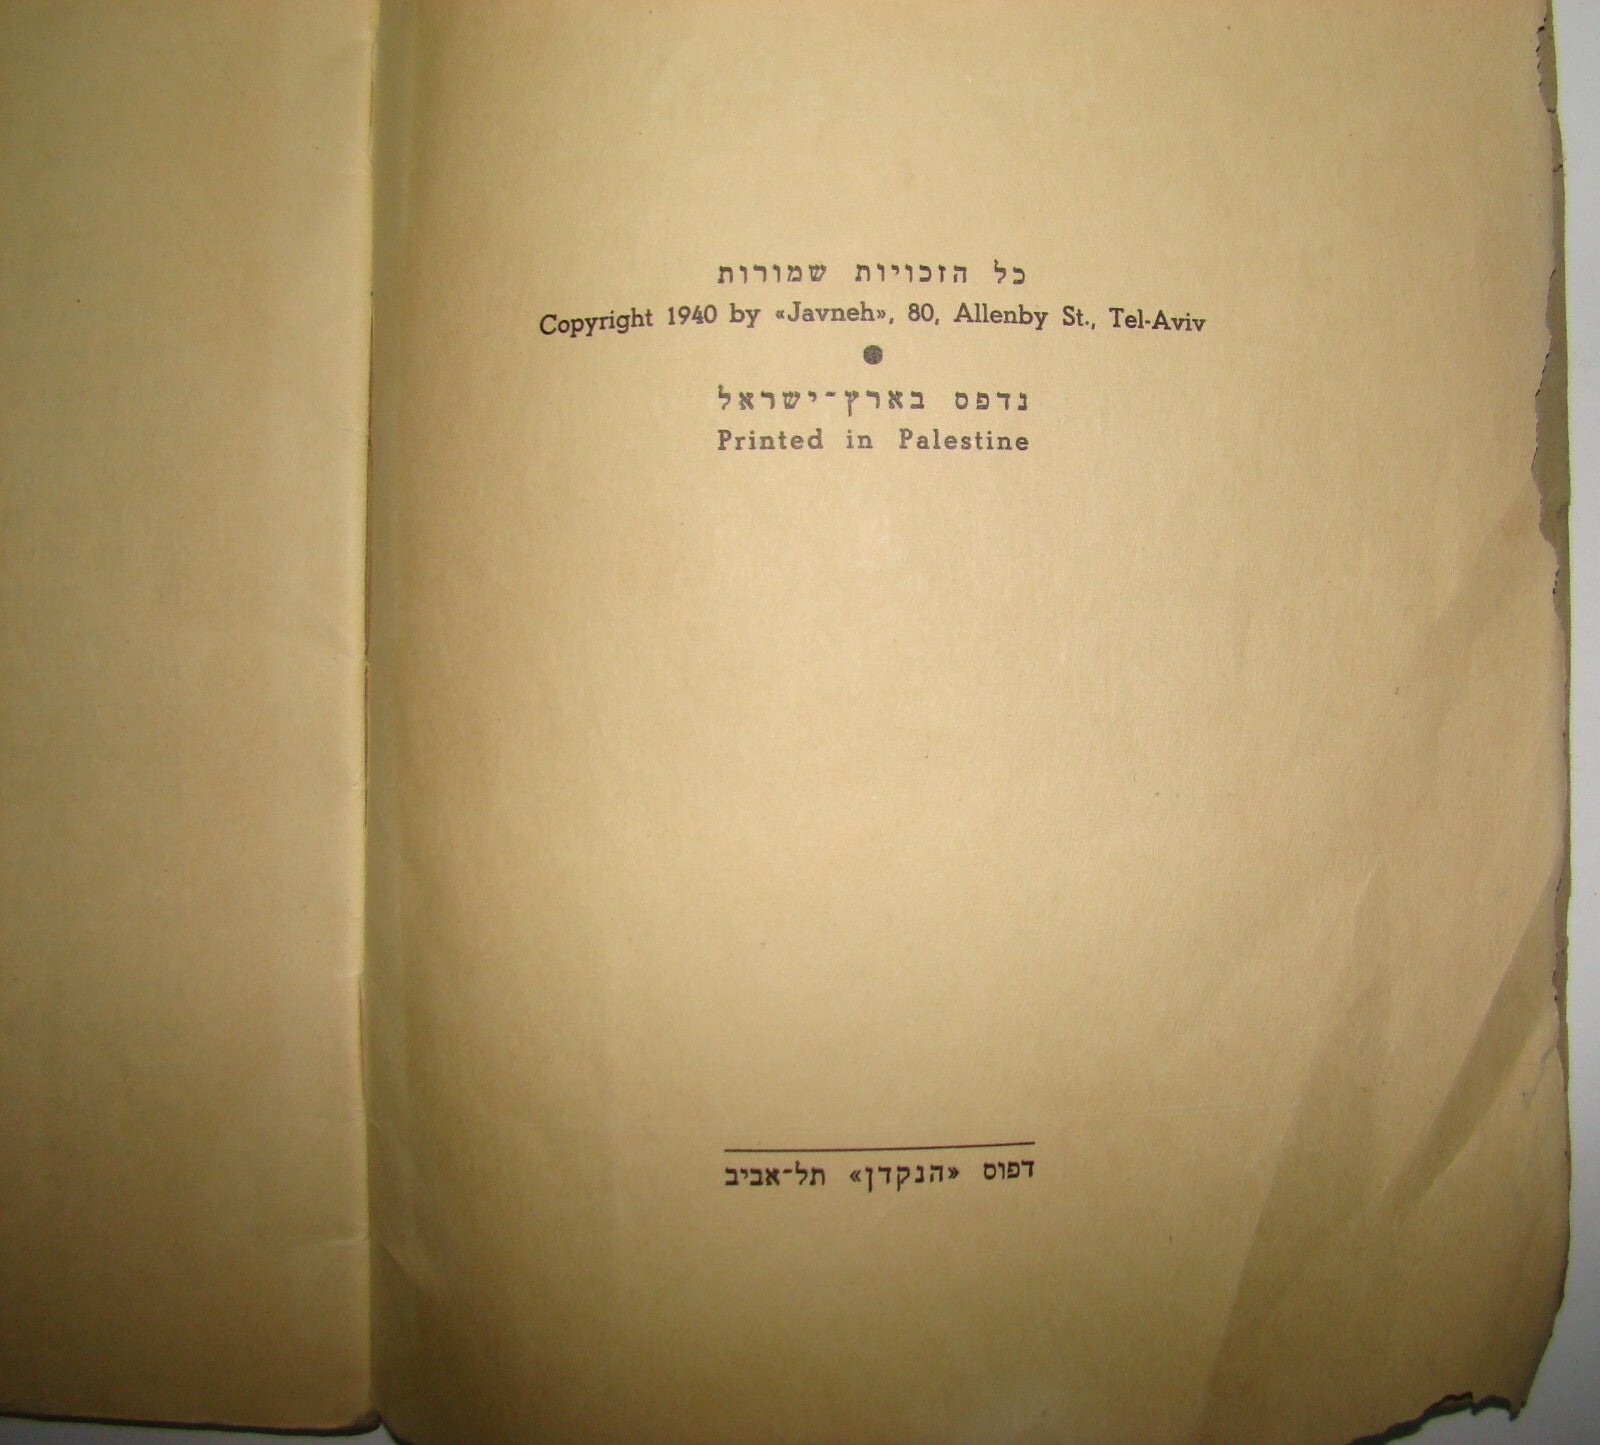 כל הזכויות שמורות
Copyright 1940 by «Javneh», 80, Allenby St., Tel-Aviv
נדפס בארץ-ישראל
Printed in Palestine
דפוס «הנקדן» תל-אביב